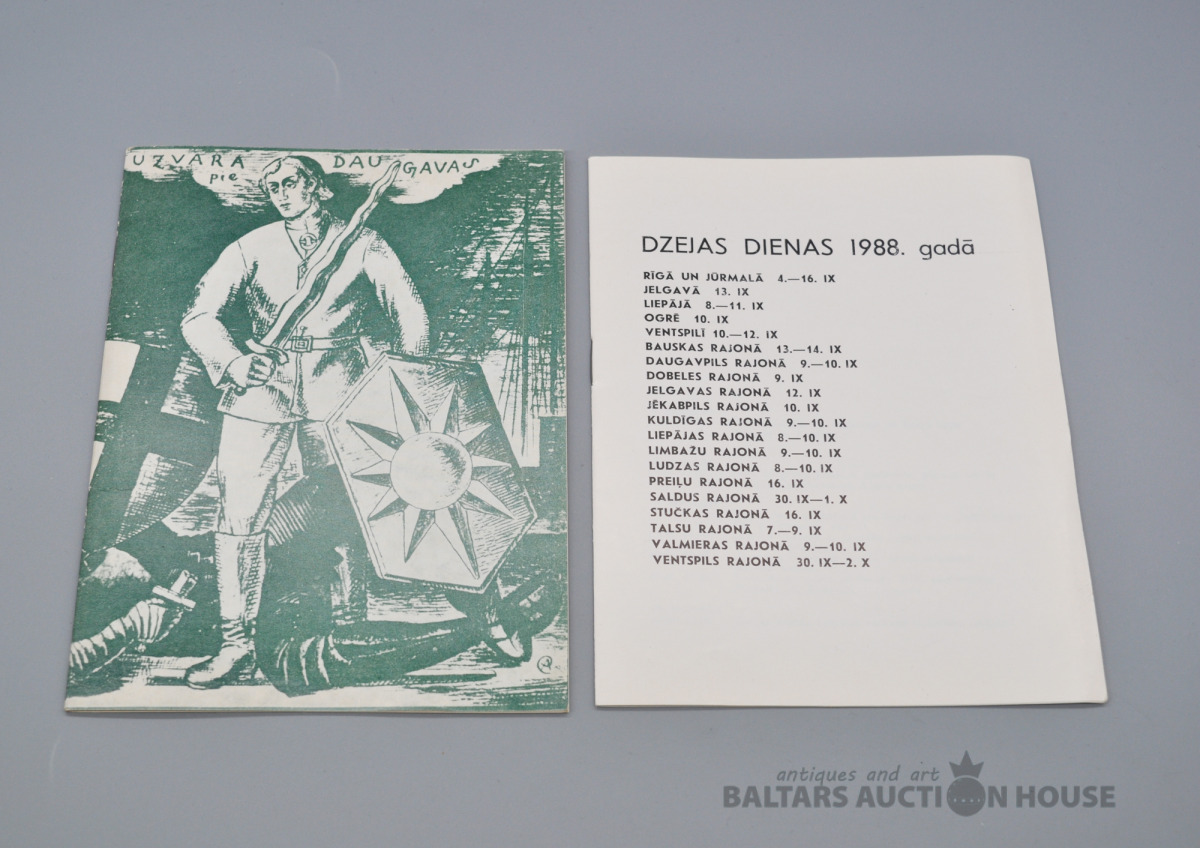 UZVARA
pie
DAUGAVAS
DZEJAS DIENAS 1988. gadā
RĪGĀ UN JŪRMALĀ 4.—16. IX
JELGAVĀ 13. IX
LIEPĀJĀ 8.—11. IX
OGRĒ 10. IX
VENTSPILĪ 10.—12. IX
BAUSKAS RAJONĀ 13.—14. IX
DAUGAVPILS RAJONĀ 9.—10. IX
DOBELES RAJONĀ 9. IX
JELGAVAS RAJONĀ 12. IX
JĒKABPILS RAJONĀ 10. IX
KULDĪGAS RAJONĀ 9.—10. IX
LIEPĀJAS RAJONĀ 8.—10. IX
LIMBAŽU RAJONĀ 9.—10. IX
LUDZAS RAJONĀ 8.—10. IX
PREIĻU RAJONĀ 16. IX
SALDUS RAJONĀ 30. IX—1. X
STUČKAS RAJONĀ 16. IX
TALSU RAJONĀ 7.—9. IX
VALMIERAS RAJONĀ 9.—10. IX
VENTSPILS RAJONĀ 30. IX—2. X
antiques and art
BALTARS AUCTION HOUSE